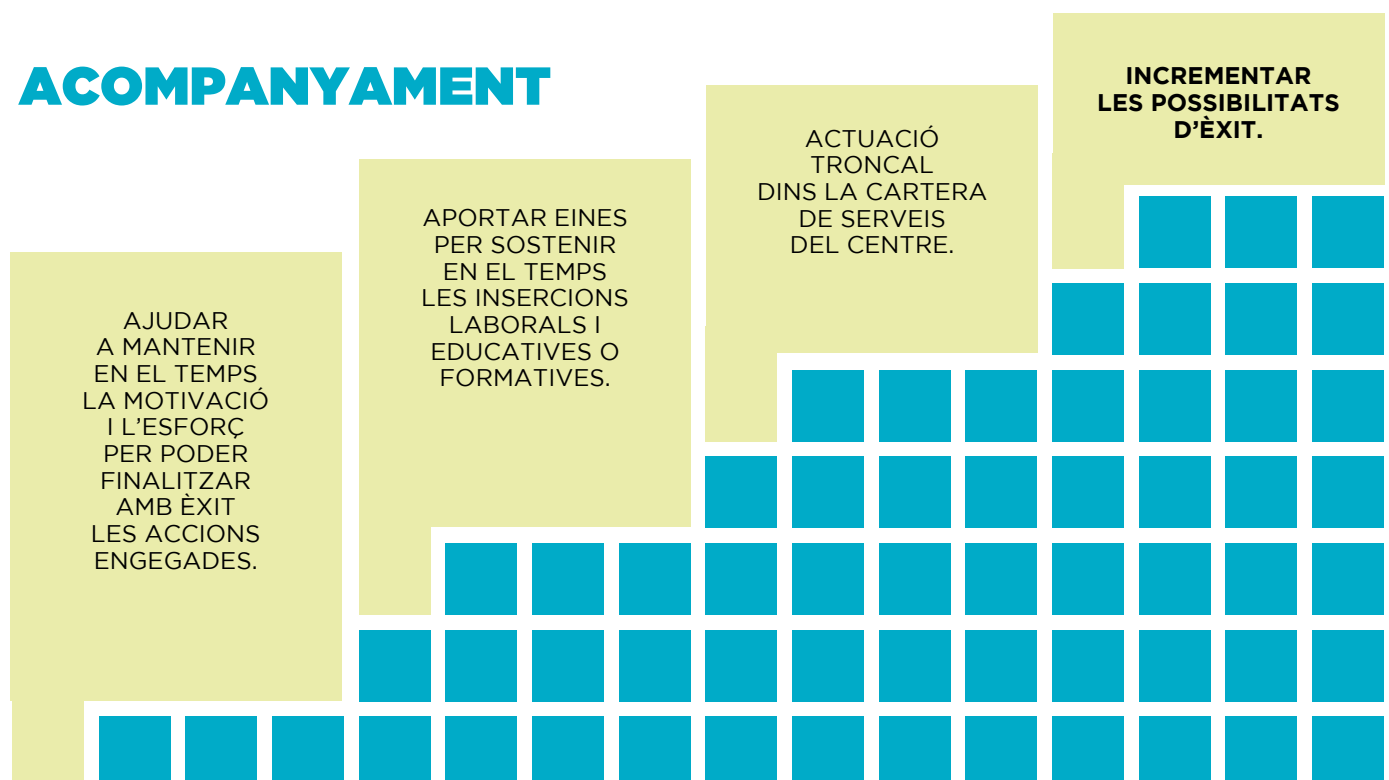 ACOMPANYAMENT
AJUDAR
A MANTENIR
EN EL TEMPS
LA MOTIVACIÓ
I L'ESFORÇ
PER PODER
FINALITZAR
AMB ÈXIT
LES ACCIONS
ENGEGADES.
APORTAR EINES
PER SOSTENIR
EN EL TEMPS
LES INSERCIONS
LABORALS I
EDUCATIVES O
FORMATIVES.
ACTUACIÓ
TRONCAL
DINS LA CARTERA
DE SERVEIS
DEL CENTRE.
INCREMENTAR
LES POSSIBILITATS
D'ÈXIT.